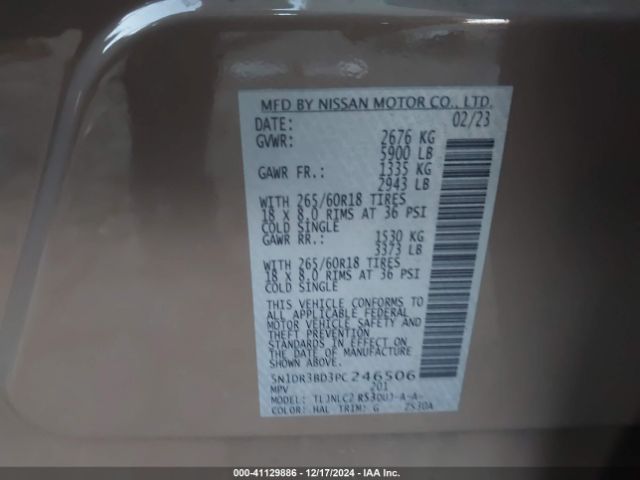 MFD BY NISSAN MOTOR CO., LTD.
DATE: 02/23
GVWR: 2676 KG
5900 LB
GAWR FR.: 1335 KG
2943 LB
WITH 265/60R18 TIRES
18 X 8.0 RIMS AT 36 PSI
COLD SINGLE
GAWR RR.: 1530 KG
3373 LB
WITH 265/60R18 TIRES
18 X 8.0 RIMS AT 36 PSI
COLD SINGLE
THIS VEHICLE CONFORMS TO
ALL APPLICABLE FEDERAL
MOTOR VEHICLE SAFETY AND
THEFT PREVENTION
STANDARDS IN EFFECT ON
THE DATE OF MANUFACTURE
SHOWN ABOVE.
5N1DR3BD3PC246506
MPV 201
MODEL:
COLOR: HAL TRIM: G 2S30A
000-41129886 - 12/17/2024 - IAA Inc.